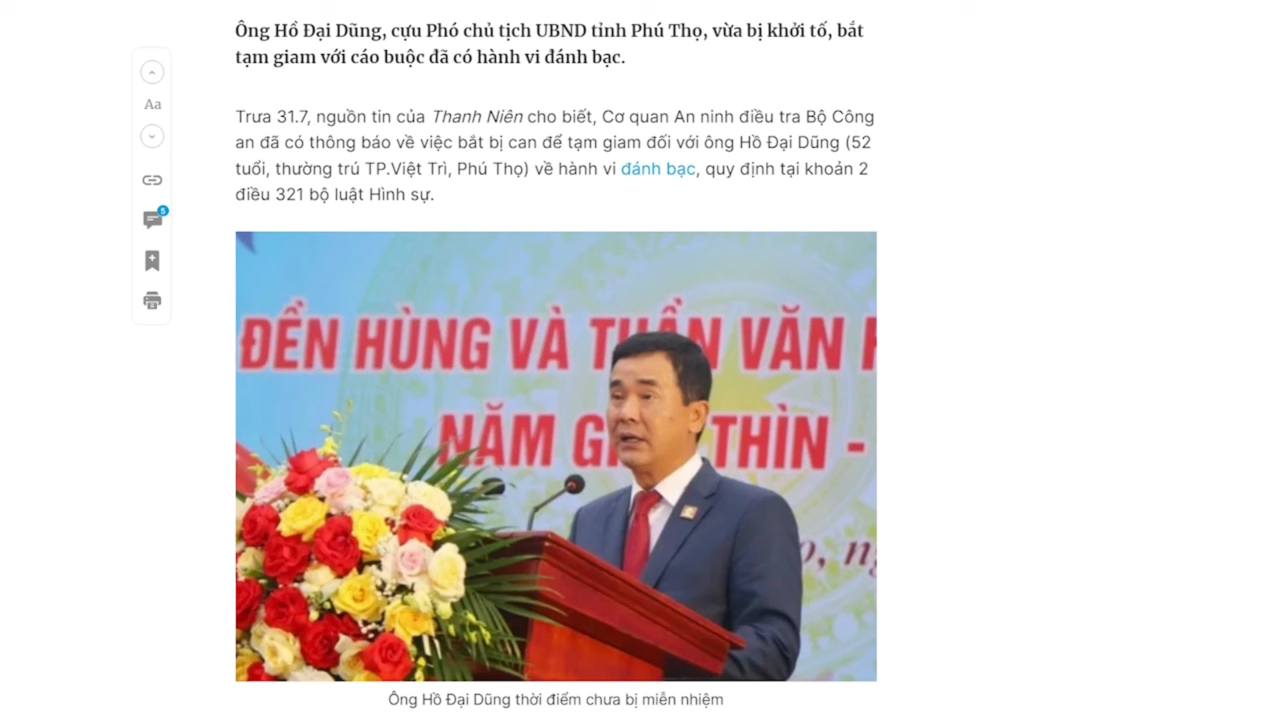 Ông Hồ Đại Dũng, cựu Phó chủ tịch UBND tỉnh Phú Thọ, vừa bị khởi tố, bắt
tạm giam với cáo buộc đã có hành vi đánh bạc.
Aa
5
Trưa 31.7, nguồn tin của Thanh Niên cho biết, Cơ quan An ninh điều tra Bộ Công
an đã có thông báo về việc bắt bị can để tạm giam đối với ông Hồ Đại Dũng (52
tuổi, thường trú TP.Việt Trì, Phú Thọ) về hành vi đánh bạc, quy định tại khoản 2
điều 321 bộ luật Hình sự.
ĐỀN HÙNG VÀ TUẦN VĂN
NĂM GI THÌN -
Ông Hồ Đại Dũng thời điểm chưa bị miễn nhiệm